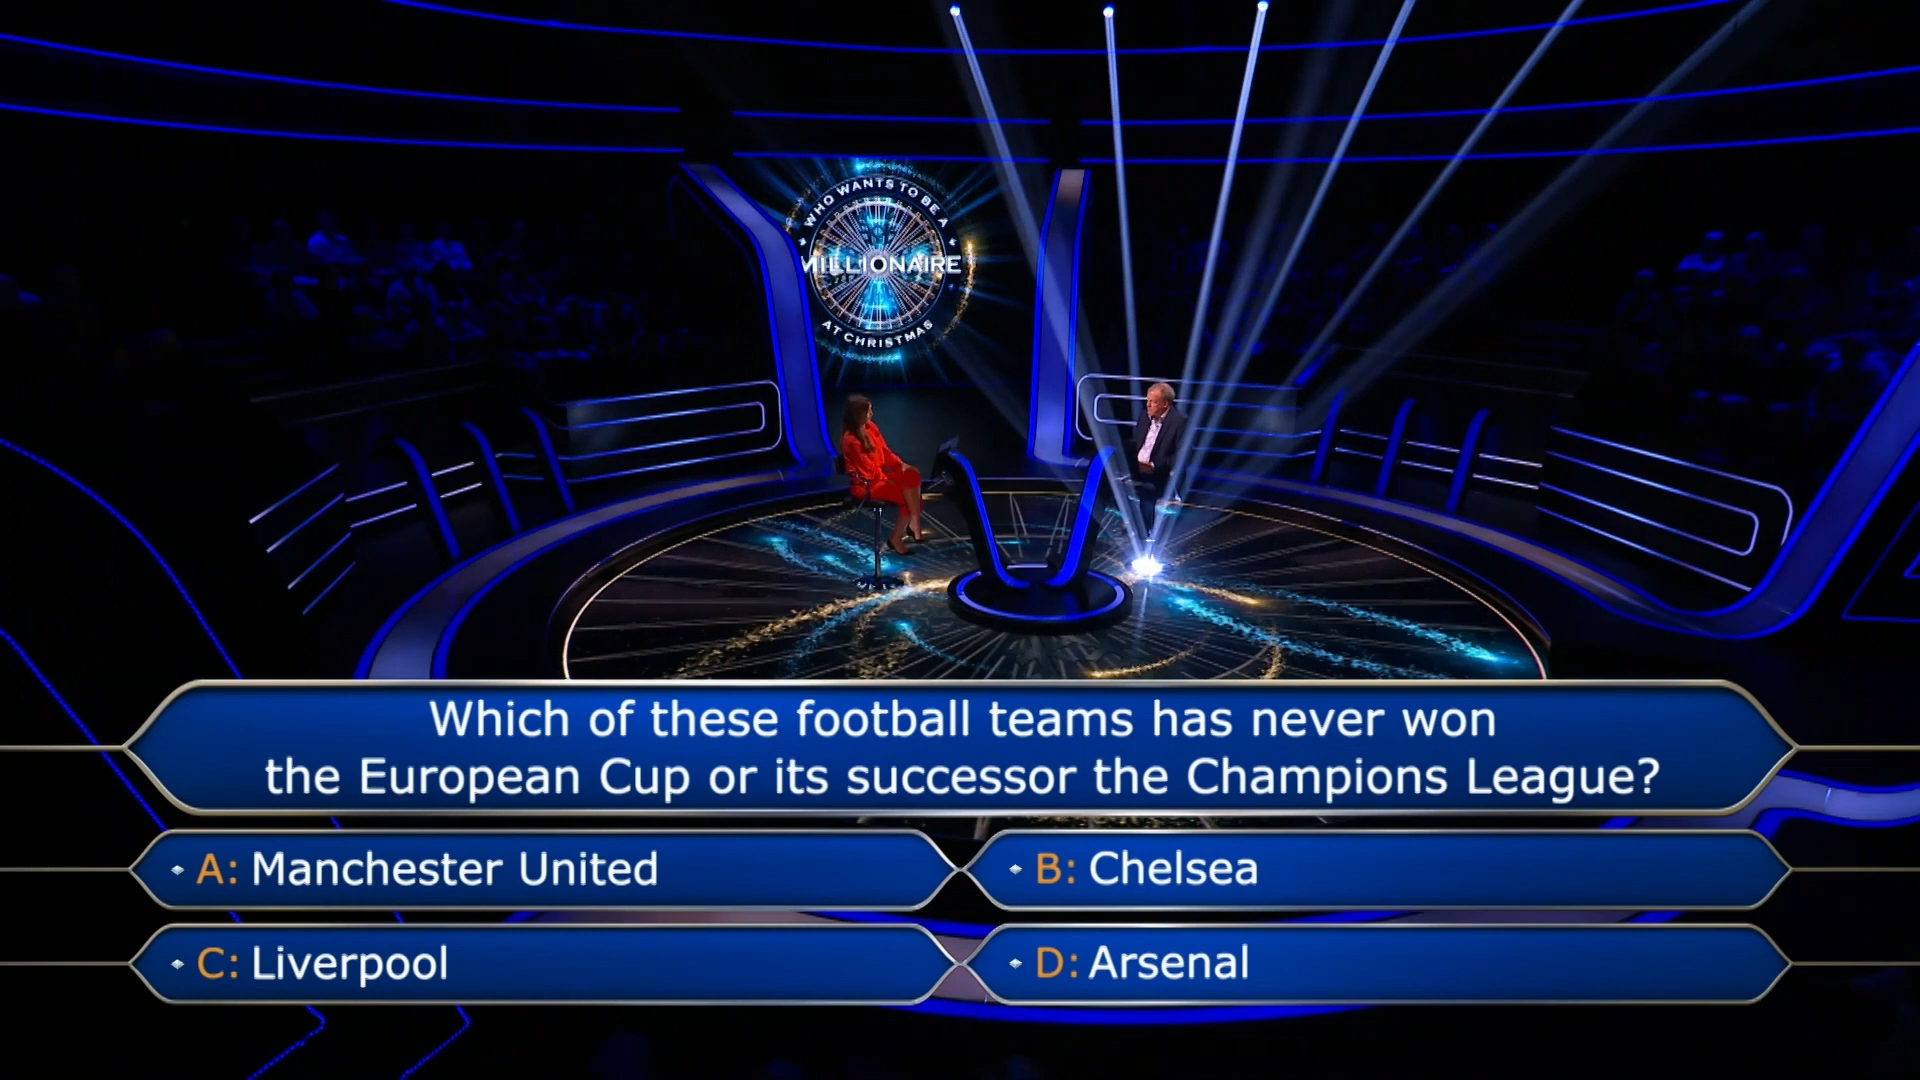 WHO WANTS TO BE A
MILLIONAIRE
AT CHRISTMAS
Which of these football teams has never won
the European Cup or its successor the Champions League?
A: Manchester United
B: Chelsea
C: Liverpool
D: Arsenal